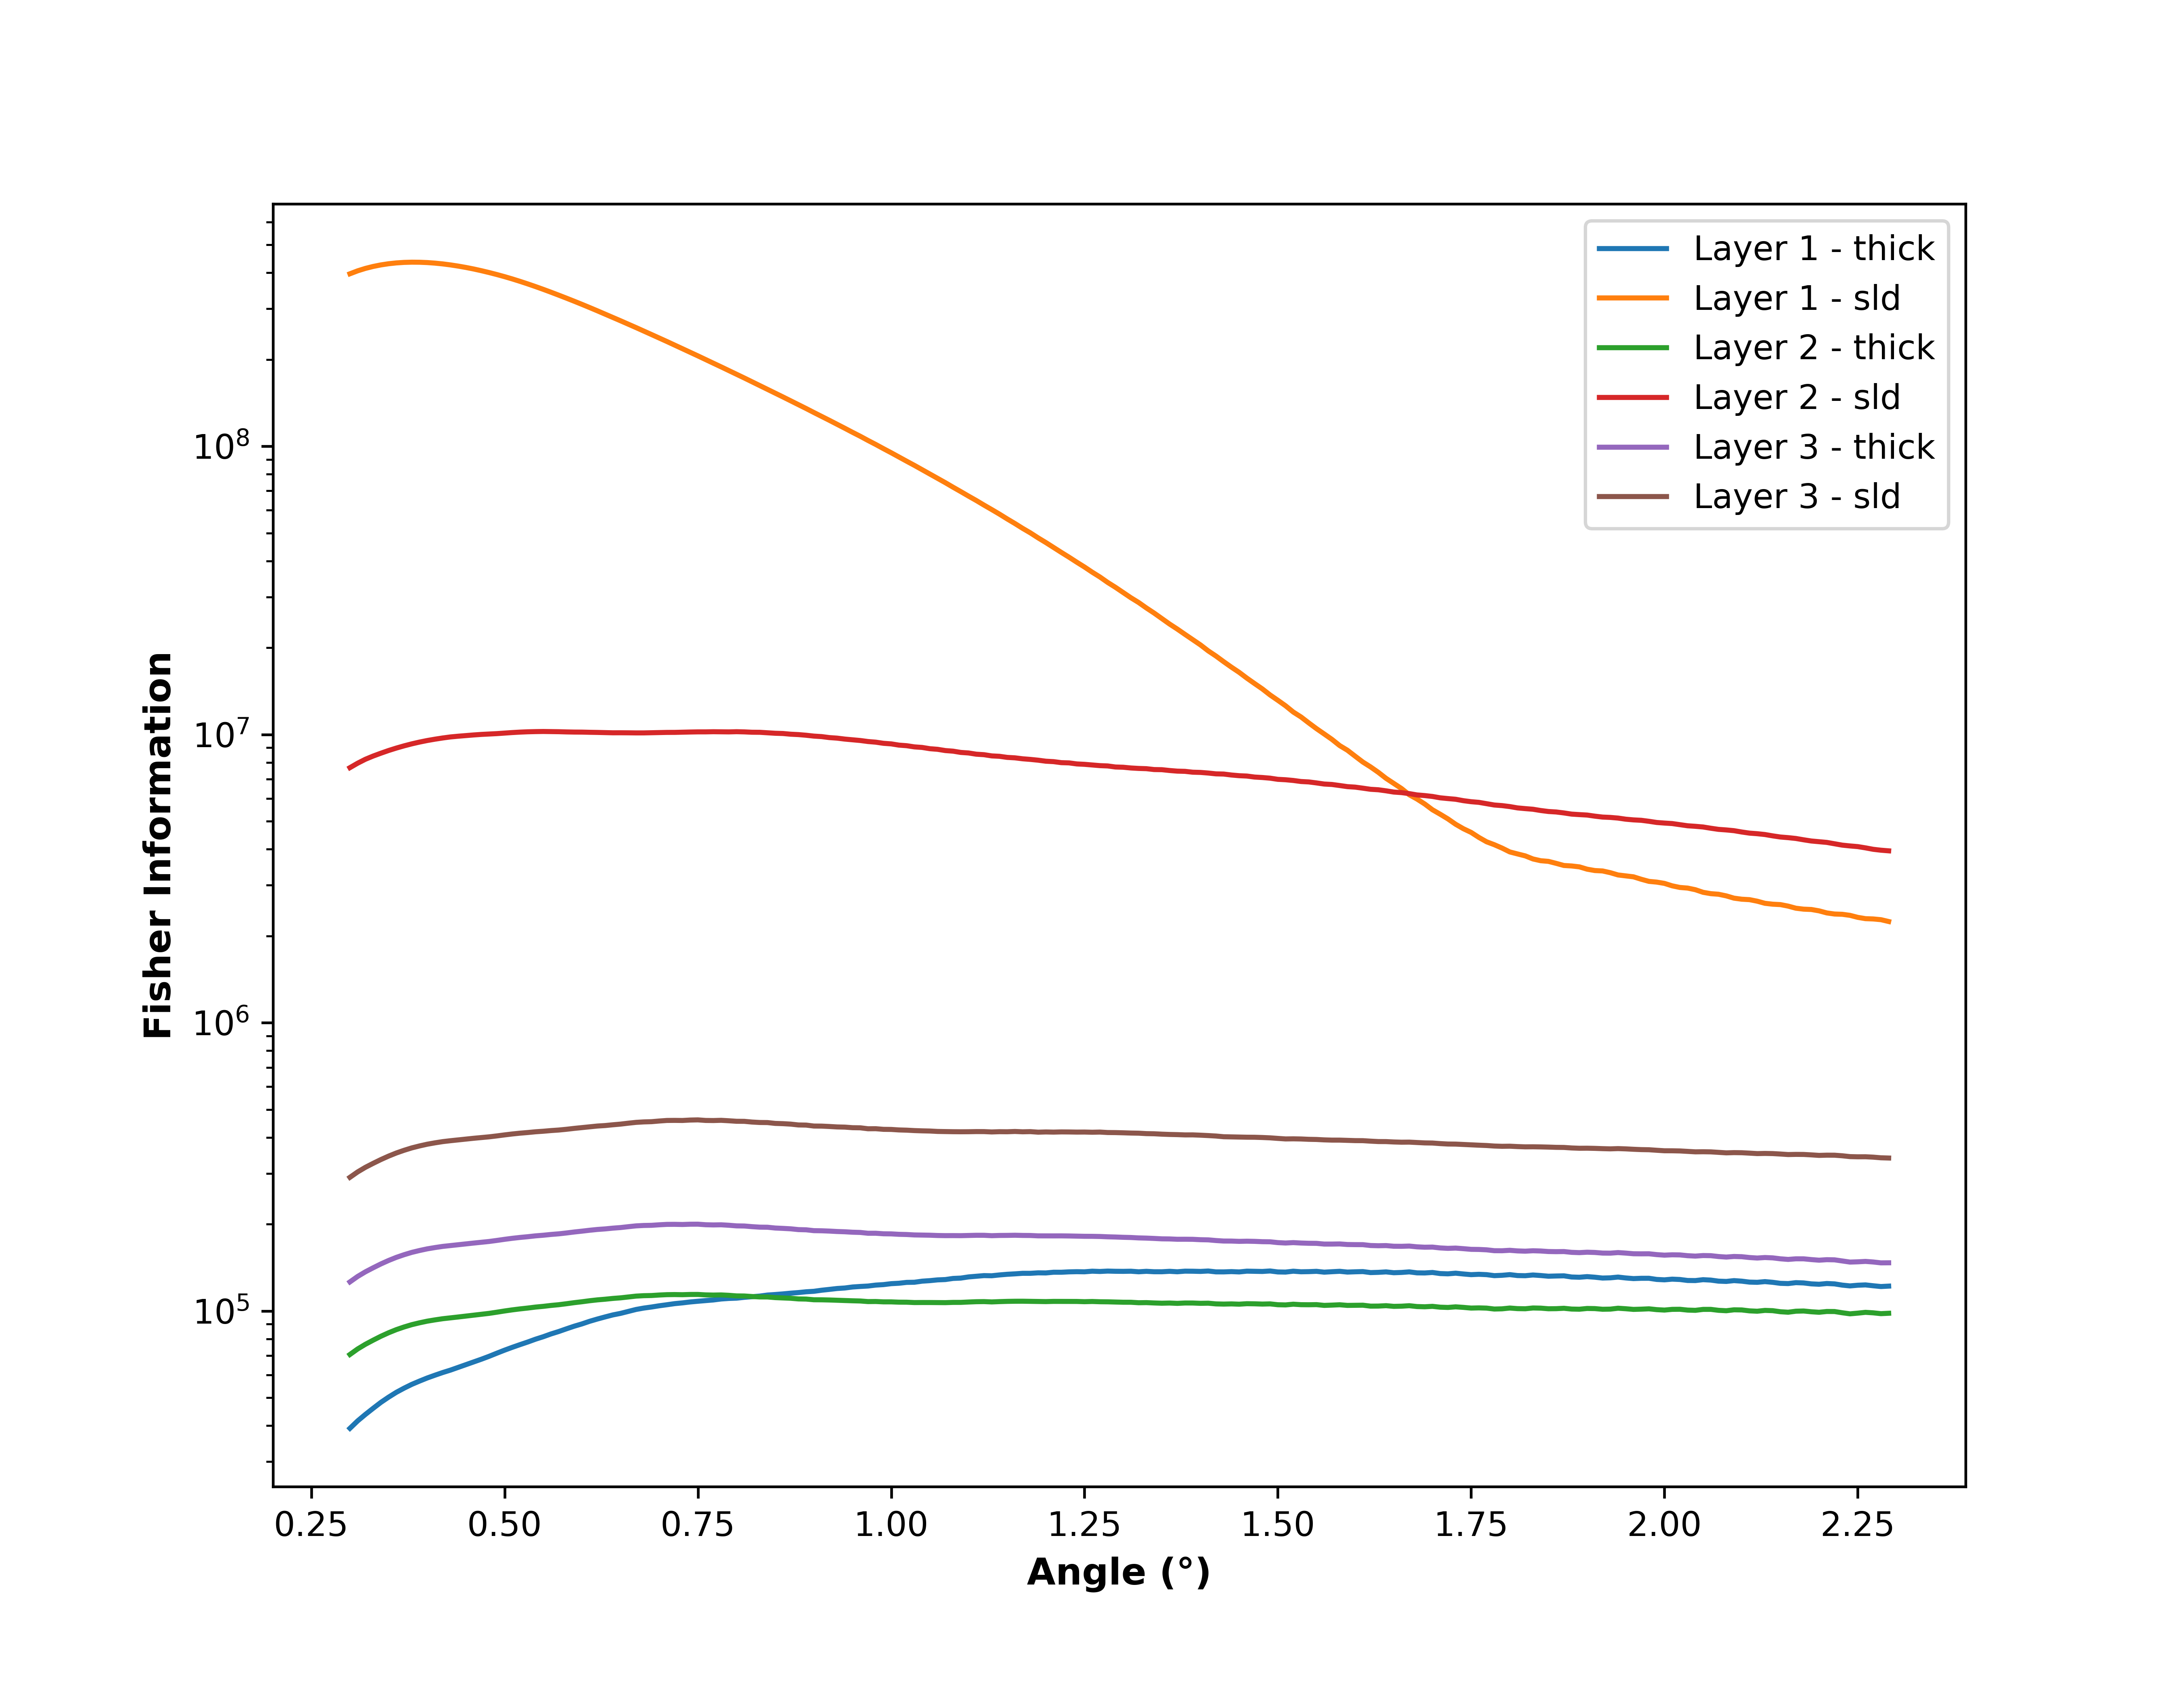 Layer 1 - thick
Layer 1 - sld
Layer 2 - thick
Layer 2 - sld
Layer 3 - thick
Layer 3 - sld
10⁸
10⁷
10⁶
10⁵
Fisher Information
0.25 0.50 0.75 1.00 1.25 1.50 1.75 2.00 2.25
Angle (°)